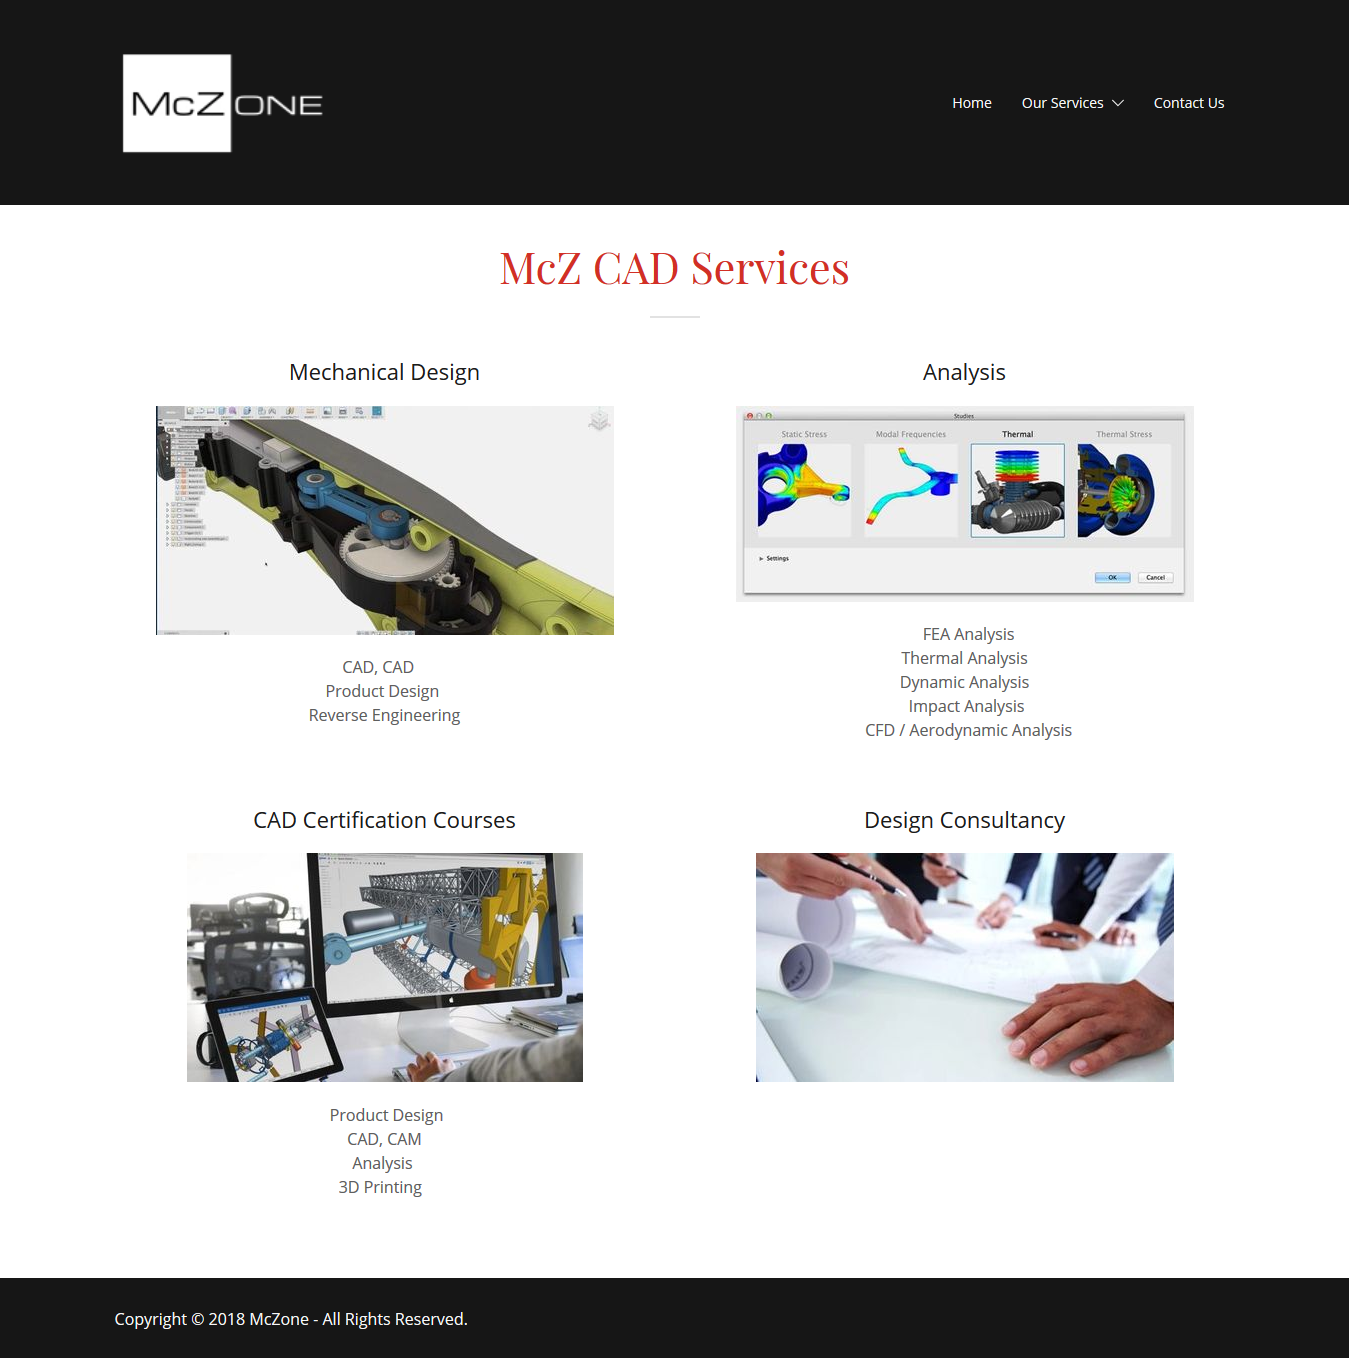 McZONE
Home
Our Services
Contact Us
McZ CAD Services
Mechanical Design
Analysis
Studies
Static Stress
Modal Frequencies
Thermal
Thermal Stress
Settings
OK
Cancel
CAD, CAD
Product Design
Reverse Engineering
FEA Analysis
Thermal Analysis
Dynamic Analysis
Impact Analysis
CFD / Aerodynamic Analysis
CAD Certification Courses
Design Consultancy
Product Design
CAD, CAM
Analysis
3D Printing
Copyright © 2018 McZone - All Rights Reserved.